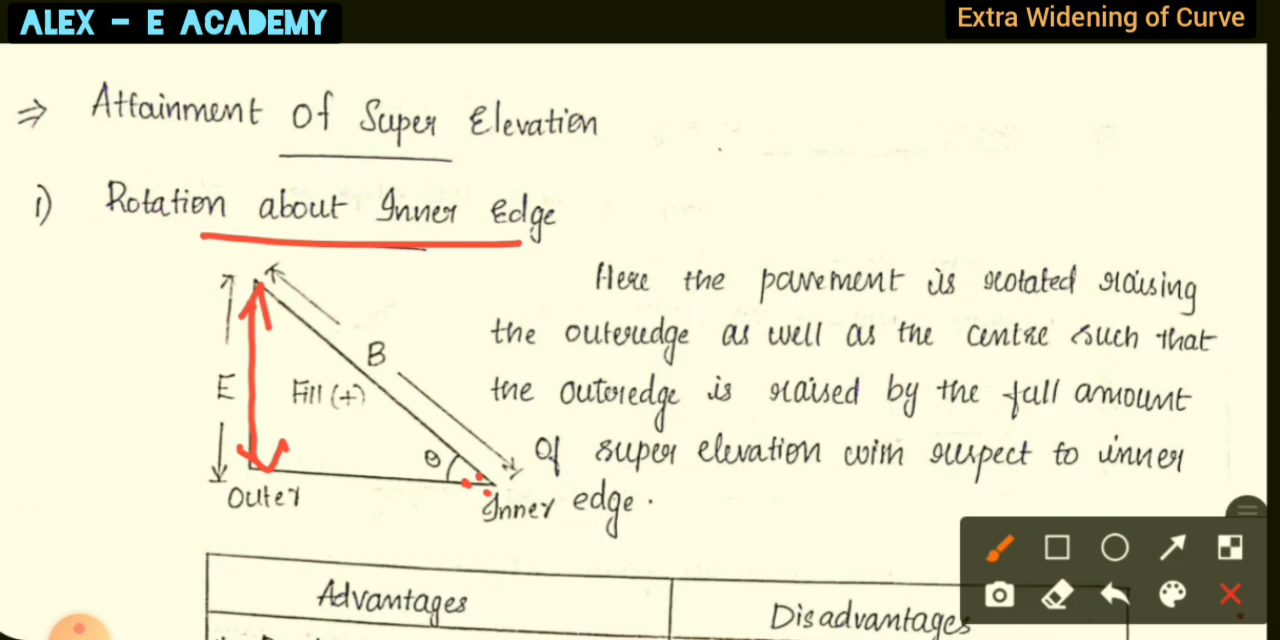 ALEX - E ACADEMY
Extra Widening of Curve
⇒ Attainment Of Super Elevation
i) Rotation about Inner Edge
Here the pavement is rotated raising
the outeredge as well as the centre such that
the outeredge is raised by the full amount
Of super elevation with respect to inner
edge.
B
E
Fill (+)
θ
Outer
Inner
Advantages
Disadvantages